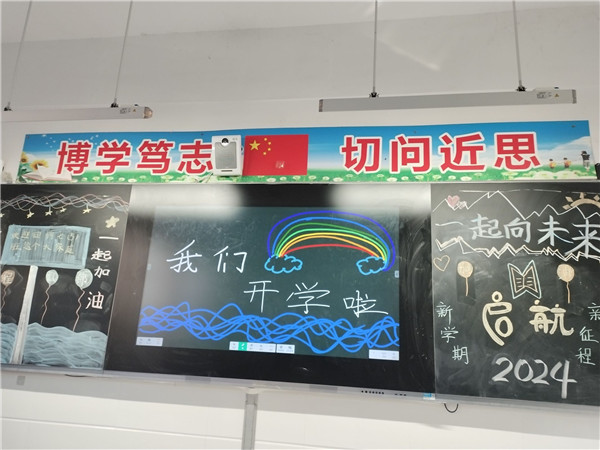 博学笃志
切问近思
一起加油
我们
开学啦
一起向未来
启航
新学期
新征程
2024